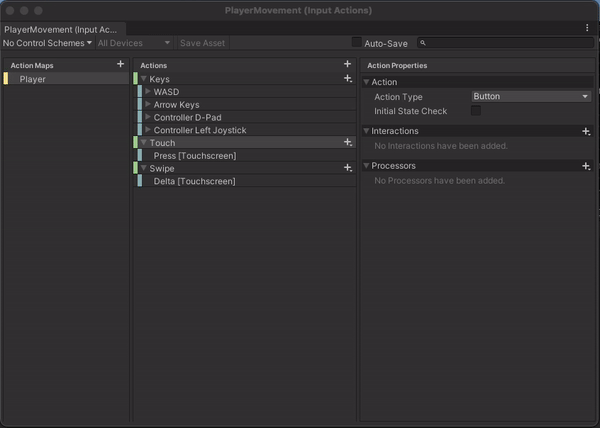 PlayerMovement (Input Actions)
PlayerMovement (Input Ac...
No Control Schemes
All Devices
Save Asset
Auto-Save
Action Maps
Player
Actions
Keys
WASD
Arrow Keys
Controller D-Pad
Controller Left Joystick
Touch
Press [Touchscreen]
Swipe
Delta [Touchscreen]
Action Properties
Action
Action Type
Button
Initial State Check
Interactions
No Interactions have been added.
Processors
No Processors have been added.